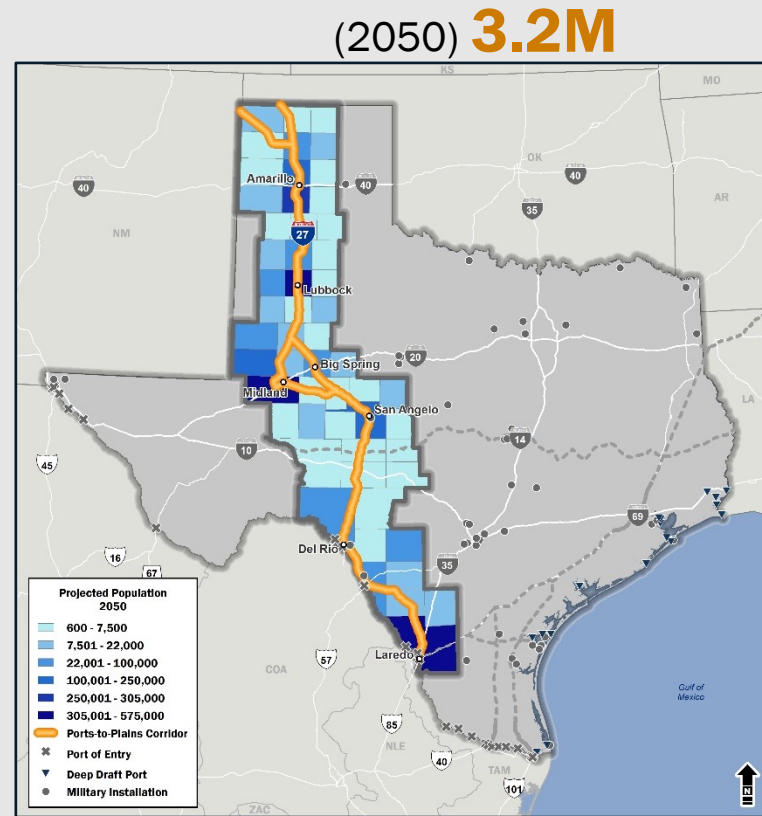 (2050) 3.2M
KS
MO
OK
40
Amarillo
40
40
35
AR
NM
27
Lubbock
Big Spring
20
Midland
San Angelo
LA
10
14
45
69
16
Del Rio
35
67
Projected Population
2050
600 - 7,500
7,501 - 22,000
22,001 - 100,000
100,001 - 250,000
250,001 - 305,000
305,001 - 575,000
Ports-to-Plains Corridor
Port of Entry
Deep Draft Port
Military Installation
COA
57
Laredo
Gulf of
Mexico
85
NLE
40
TAM
101
ZAC
N